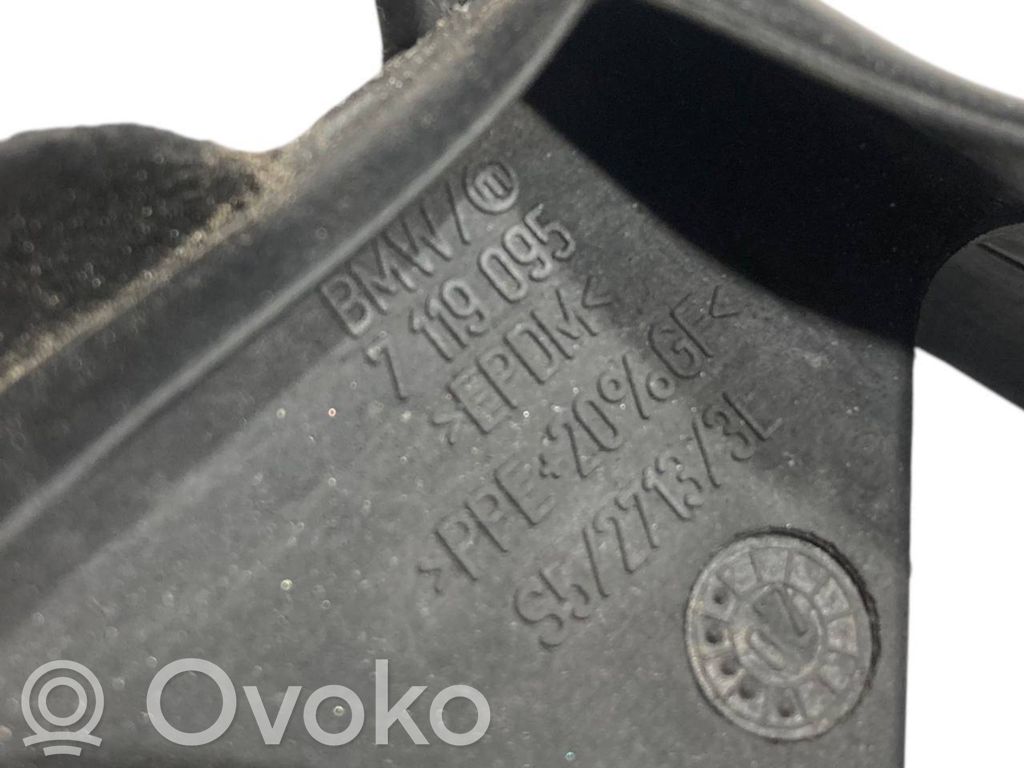 BMW/ⓜ
7 119 095
>EPDM<
>PPE+20%GF<
S5/2713/3L
Ovoko